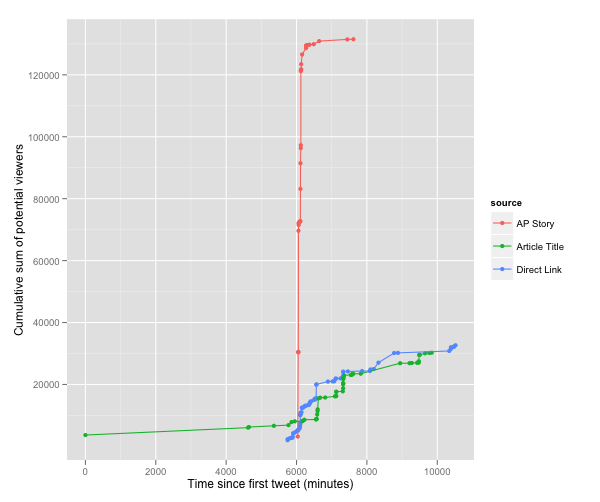 Cumulative sum of potential viewers
120000
100000
80000
60000
40000
20000
0
2000
4000
6000
8000
10000
Time since first tweet (minutes)
source
AP Story
Article Title
Direct Link